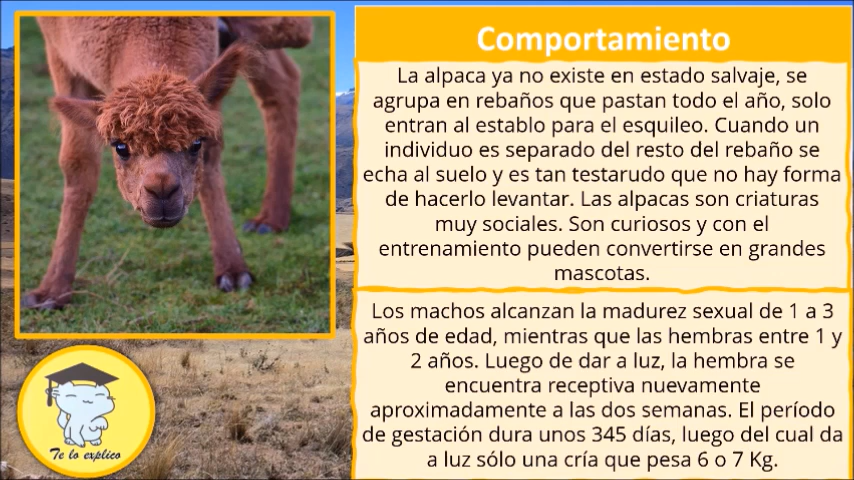 Comportamiento
La alpaca ya no existe en estado salvaje, se
agrupa en rebaños que pastan todo el año, solo
entran al establo para el esquileo. Cuando un
individuo es separado del resto del rebaño se
echa al suelo y es tan testarudo que no hay forma
de hacerlo levantar. Las alpacas son criaturas
muy sociales. Son curiosos y con el
entrenamiento pueden convertirse en grandes
mascotas.
Los machos alcanzan la madurez sexual de 1 a 3
años de edad, mientras que las hembras entre 1 y
2 años. Luego de dar a luz, la hembra se
encuentra receptiva nuevamente
aproximadamente a las dos semanas. El período
de gestación dura unos 345 días, luego del cual da
a luz sólo una cría que pesa 6 o 7 Kg.
Te lo explico